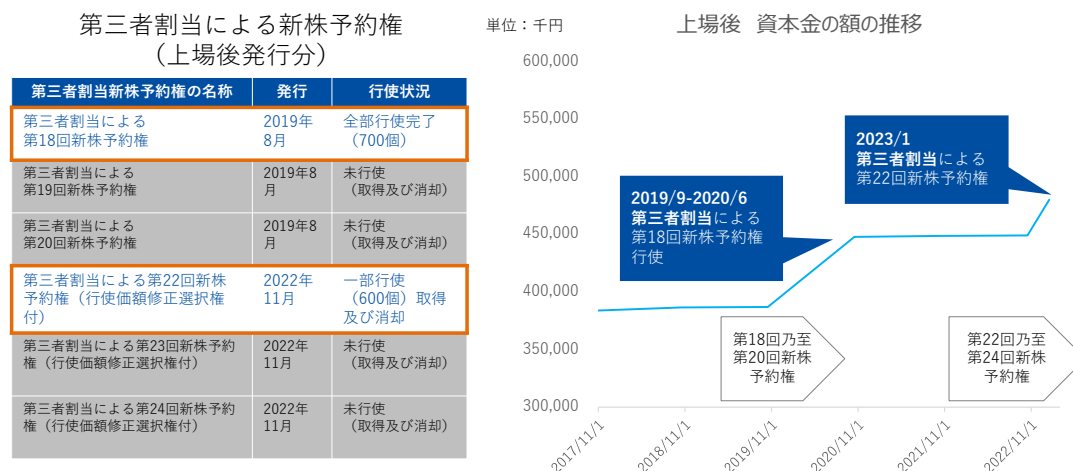 第三者割当による新株予約権
（上場後発行分）
第三者割当新株予約権の名称 発行 行使状況
第三者割当による
第18回新株予約権
2019年
8月
全部行使完了
（700個）
第三者割当による
第19回新株予約権
2019年8
月
未行使
（取得及び消却）
第三者割当による
第20回新株予約権
2019年8
月
未行使
（取得及び消却）
第三者割当による第22回新株
予約権（行使価額修正選択権
付）
2022年
11月
一部行使
（600個）取得
及び消却
第三者割当による第23回新株予約
権（行使価額修正選択権付）
2022年
11月
未行使
（取得及び消却）
第三者割当による第24回新株予約
権（行使価額修正選択権付）
2022年
11月
未行使
（取得及び消却）
単位：千円
上場後 資本金の額の推移
600,000
550,000
500,000
450,000
400,000
350,000
300,000
2019/9-2020/6
第三者割当による
第18回新株予約権
行使
2023/1
第三者割当による
第22回新株予約権
第18回乃至
第20回新株
予約権
第22回乃至
第24回新株
予約権
2017/11/1
2018/11/1
2019/11/1
2020/11/1
2021/11/1
2022/11/1